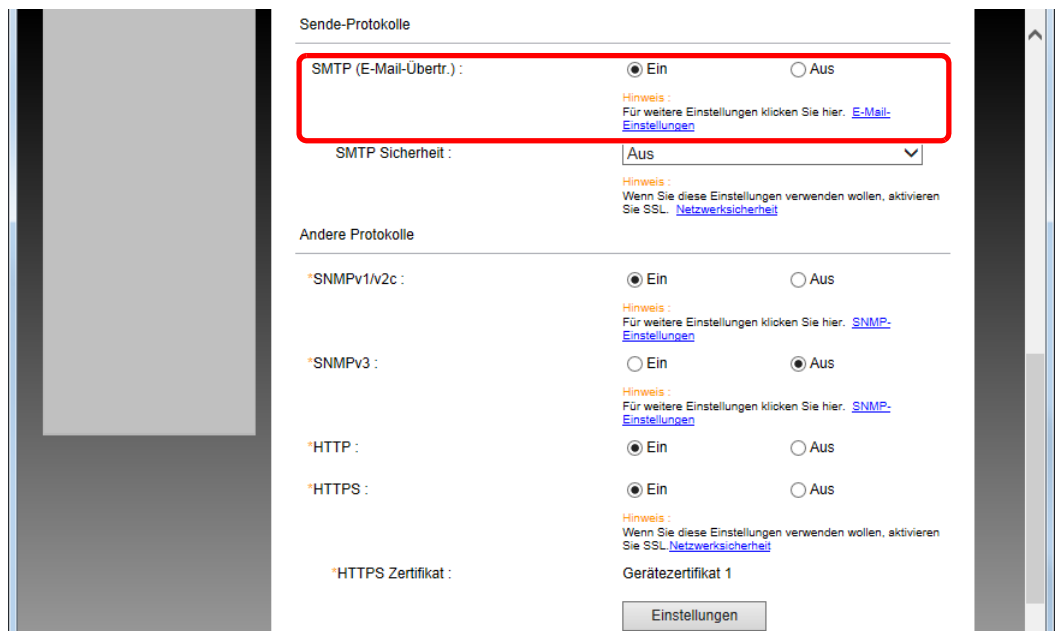 Sende-Protokolle
SMTP (E-Mail-Übertr.) :
Ein
Aus
Hinweis :
Für weitere Einstellungen klicken Sie hier. E-Mail-
Einstellungen
SMTP Sicherheit :
Aus
Hinweis :
Wenn Sie diese Einstellungen verwenden wollen, aktivieren
Sie SSL. Netzwerksicherheit
Andere Protokolle
*SNMPv1/v2c :
Ein
Aus
Hinweis :
Für weitere Einstellungen klicken Sie hier. SNMP-
Einstellungen
*SNMPv3 :
Ein
Aus
Hinweis :
Für weitere Einstellungen klicken Sie hier. SNMP-
Einstellungen
*HTTP :
Ein
Aus
*HTTPS :
Ein
Aus
Hinweis :
Wenn Sie diese Einstellungen verwenden wollen, aktivieren
Sie SSL.Netzwerksicherheit
*HTTPS Zertifikat :
Gerätezertifikat 1
Einstellungen